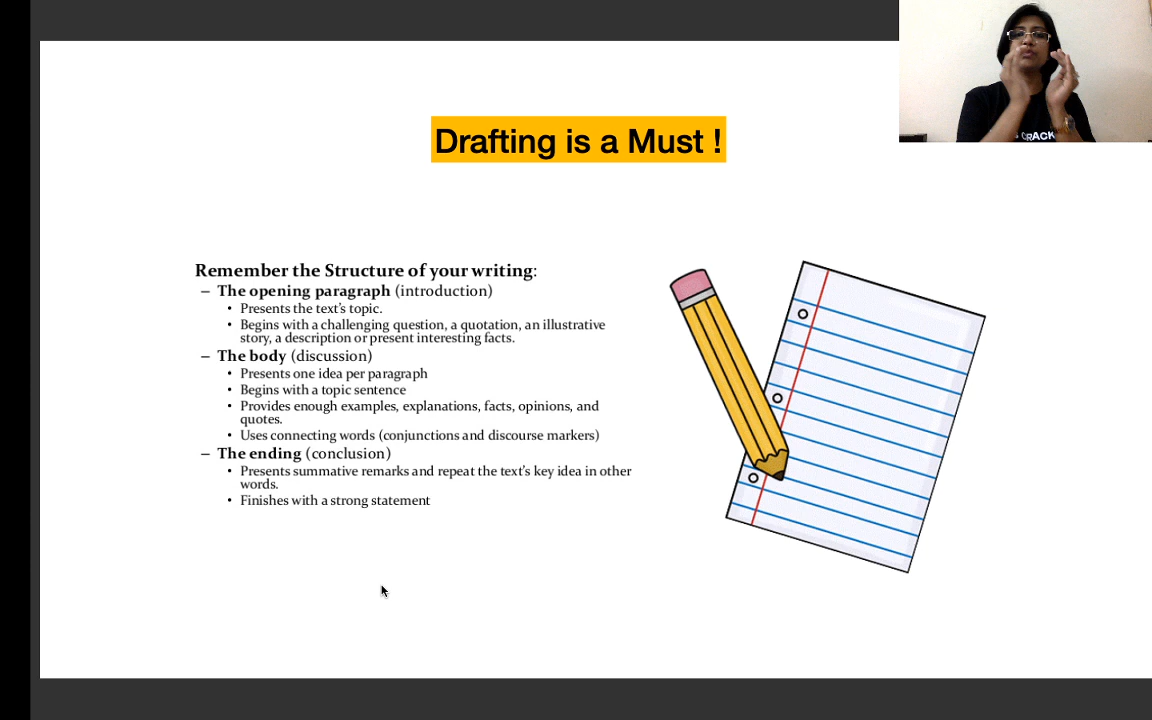 Drafting is a Must !
Remember the Structure of your writing:
– The opening paragraph (introduction)
• Presents the text's topic.
• Begins with a challenging question, a quotation, an illustrative
story, a description or present interesting facts.
– The body (discussion)
• Presents one idea per paragraph
• Begins with a topic sentence
• Provides enough examples, explanations, facts, opinions, and
quotes.
• Uses connecting words (conjunctions and discourse markers)
– The ending (conclusion)
• Presents summative remarks and repeat the text's key idea in other
words.
• Finishes with a strong statement
CRACK